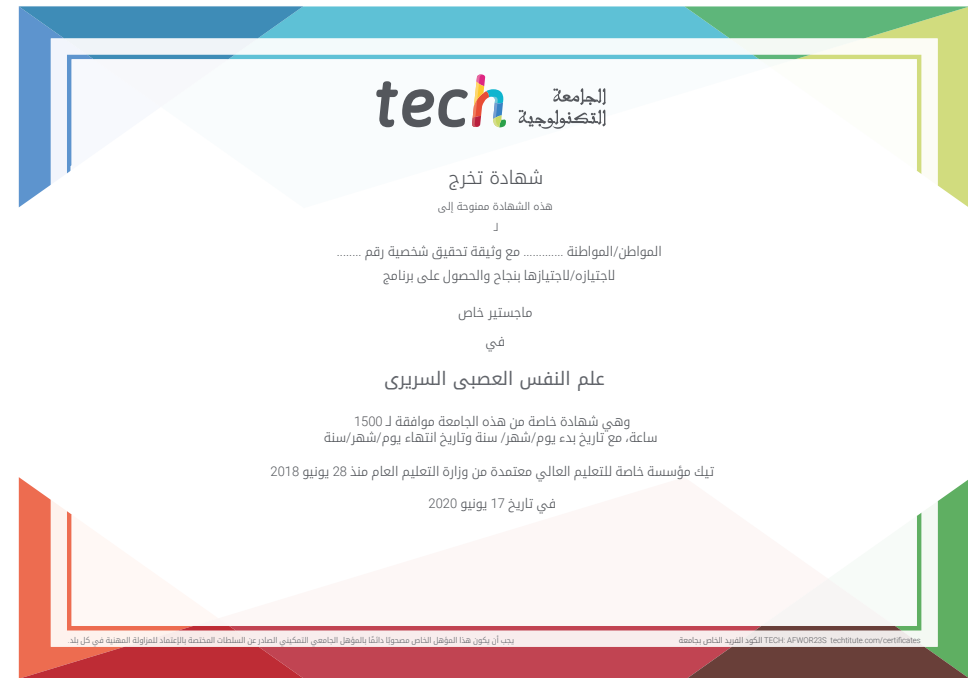 tech الجامعة
التكنولوجية
شهادة تخرج
هذه الشهادة ممنوحة إلى
لـ
المواطن/المواطنة ............. مع وثيقة تحقيق شخصية رقم ........
لاجتيازه/لاجتيازها بنجاح والحصول على برنامج
ماجستير خاص
في
علم النفس العصبى السريرى
وهي شهادة خاصة من هذه الجامعة موافقة لـ 1500
ساعة، مع تاريخ بدء يوم/شهر/ سنة وتاريخ انتهاء يوم/شهر/سنة
تيك مؤسسة خاصة للتعليم العالي معتمدة من وزارة التعليم العام منذ 28 يونيو 2018
في تاريخ 17 يونيو 2020
الكود الفريد الخاص بجامعة TECH: AFWOR23S techtitute.com/certificates
يجب أن يكون هذا المؤهل الخاص مصحوبًا دائمًا بالمؤهل الجامعي التمكيني الصادر عن السلطات المختصة بالإعتماد للمزاولة المهنية في كل بلد.